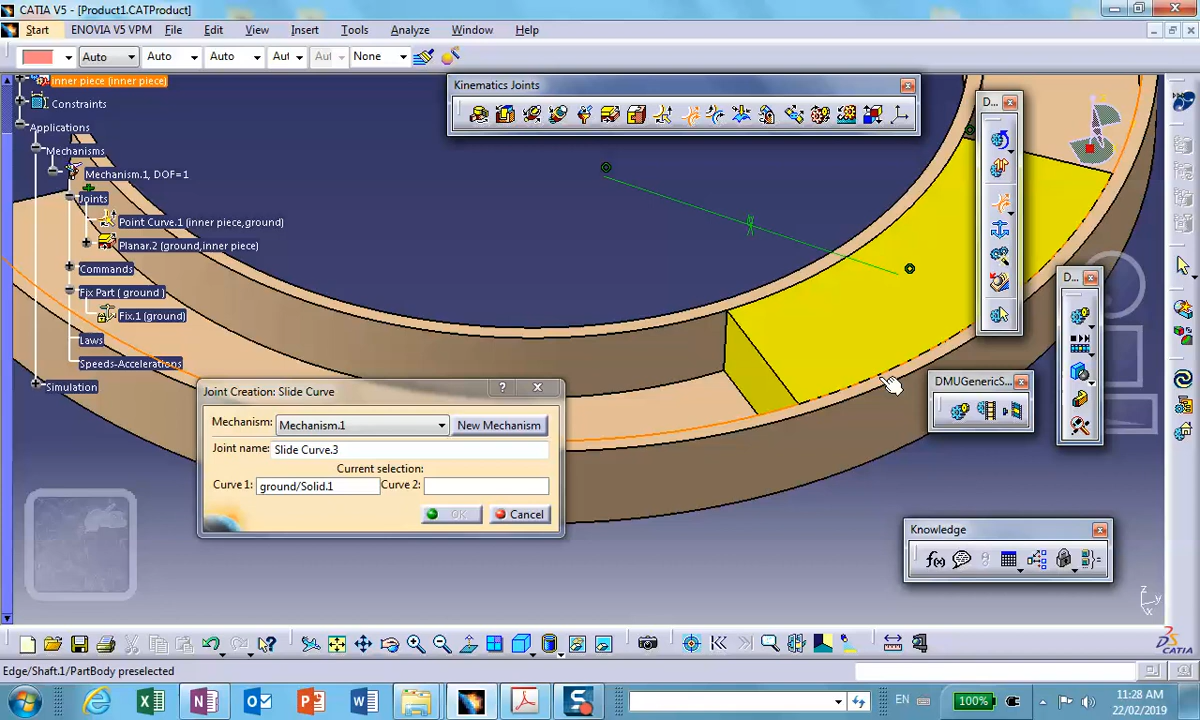 CATIA V5 - [Product1.CATProduct]
Start ENOVIA V5 VPM File Edit View Insert Tools Analyze Window Help
Auto Auto Auto Aut Aut None
inner piece (inner piece)
Constraints
Applications
Mechanisms
Mechanism.1, DOF=1
Joints
Point Curve.1 (inner piece,ground)
Planar.2 (ground,inner piece)
Commands
Fix Part ( ground )
Fix.1 (ground)
Laws
Speeds-Accelerations
Simulation
Kinematics Joints
D...
D...
DMUGenericS...
Knowledge
f(x)
Joint Creation: Slide Curve
Mechanism: Mechanism.1 New Mechanism
Joint name: Slide Curve.3
Current selection:
Curve 1: ground/Solid.1 Curve 2:
OK Cancel
z
y
x
CATIA
Edge/Shaft.1/PartBody preselected
EN 100% 11:28 AM
22/02/2019